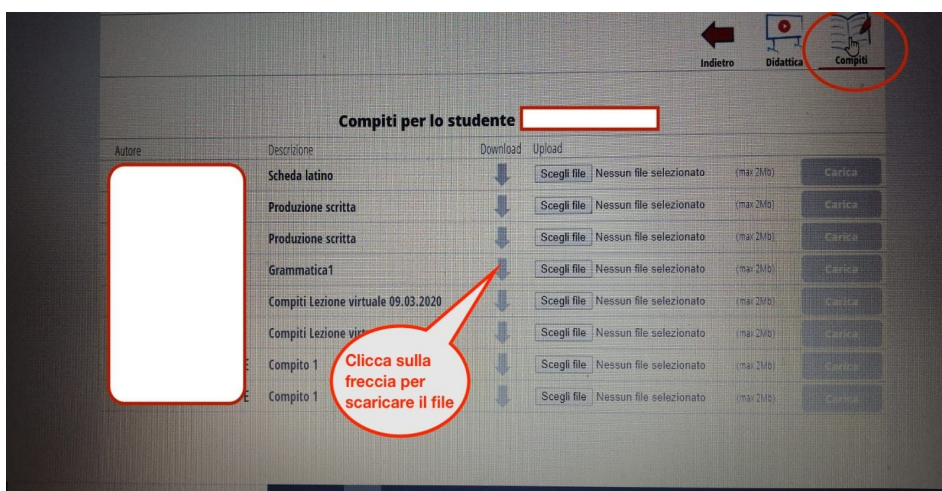 Indietro Didattica Compiti
Compiti per lo studente
Autore Descrizione Download Upload
Scheda latino Scegli file Nessun file selezionato (max 2Mb) Carica
Produzione scritta Scegli file Nessun file selezionato (max 2Mb) Carica
Produzione scritta Scegli file Nessun file selezionato (max 2Mb) Carica
Grammatica1 Scegli file Nessun file selezionato (max 2Mb) Carica
Compiti Lezione virtuale 09.03.2020 Scegli file Nessun file selezionato (max 2Mb) Carica
Compiti Lezione Scegli file Nessun file selezionato (max 2Mb) Carica
E Compito 1 Scegli file Nessun file selezionato (max 2Mb) Carica
E Compito 1 Scegli file Nessun file selezionato (max 2Mb) Carica
Clicca sulla
freccia per
scaricare il file